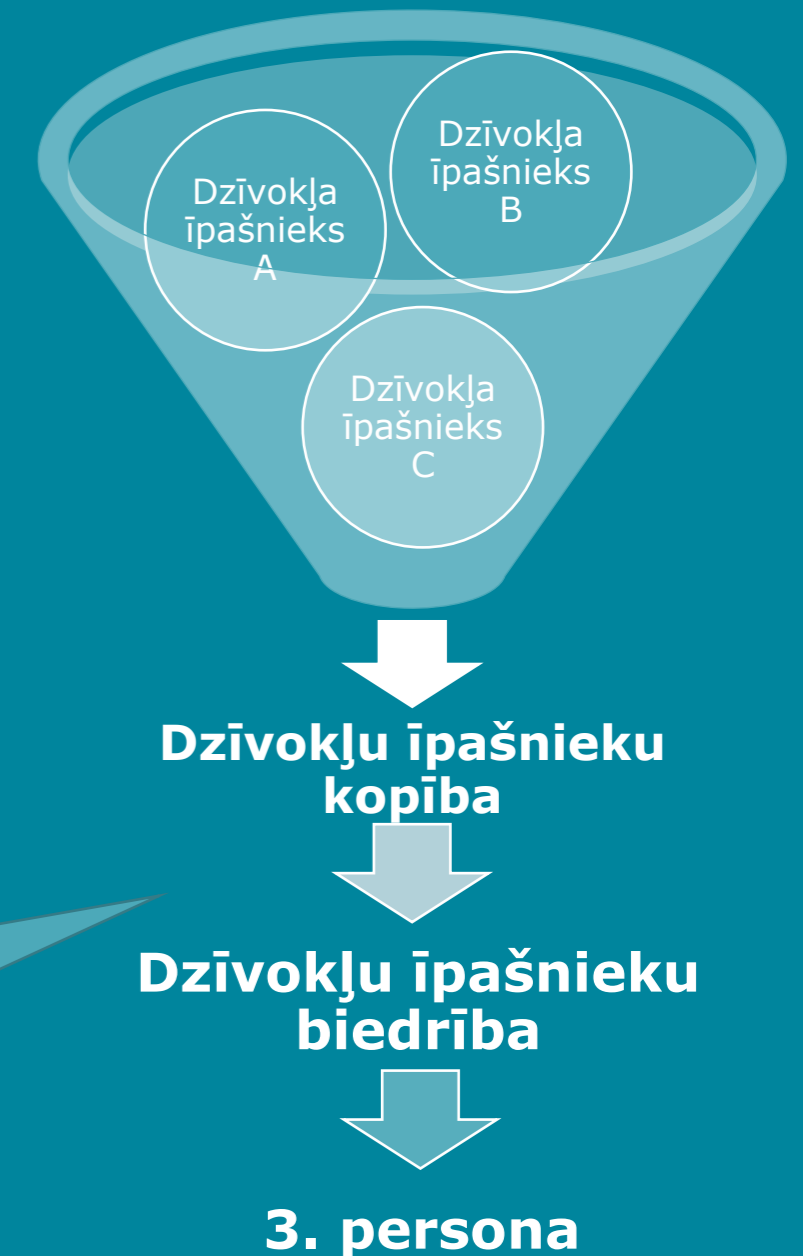 Dzīvokļa
īpašnieks
B
Dzīvokļa
īpašnieks
A
Dzīvokļa
īpašnieks
C
Dzīvokļu īpašnieku
kopība
Dzīvokļu īpašnieku
biedrība
3. persona